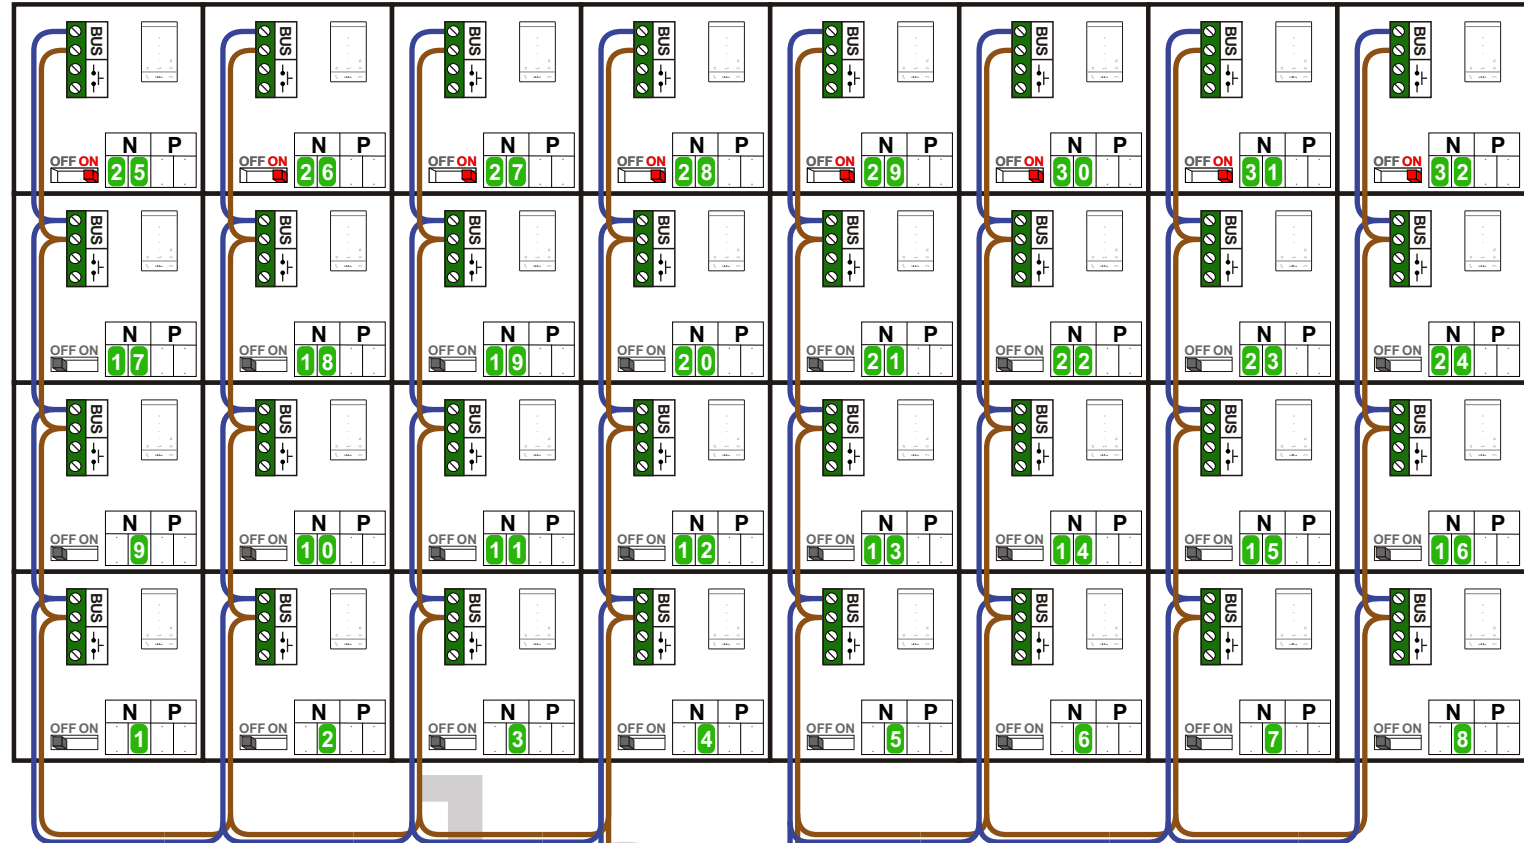 BUS BUS BUS BUS BUS BUS BUS BUS
N P N P N P N P N P N P N P N P
OFF ON 25 OFF ON 26 OFF ON 27 OFF ON 28 OFF ON 29 OFF ON 30 OFF ON 31 OFF ON 32
BUS BUS BUS BUS BUS BUS BUS BUS
N P N P N P N P N P N P N P N P
OFF ON 17 OFF ON 18 OFF ON 19 OFF ON 20 OFF ON 21 OFF ON 22 OFF ON 23 OFF ON 24
BUS BUS BUS BUS BUS BUS BUS BUS
N P N P N P N P N P N P N P N P
OFF ON 9 OFF ON 10 OFF ON 11 OFF ON 12 OFF ON 13 OFF ON 14 OFF ON 15 OFF ON 16
BUS BUS BUS BUS BUS BUS BUS BUS
N P N P N P N P N P N P N P N P
OFF ON 1 OFF ON 2 OFF ON 3 OFF ON 4 OFF ON 5 OFF ON 6 OFF ON 7 OFF ON 8